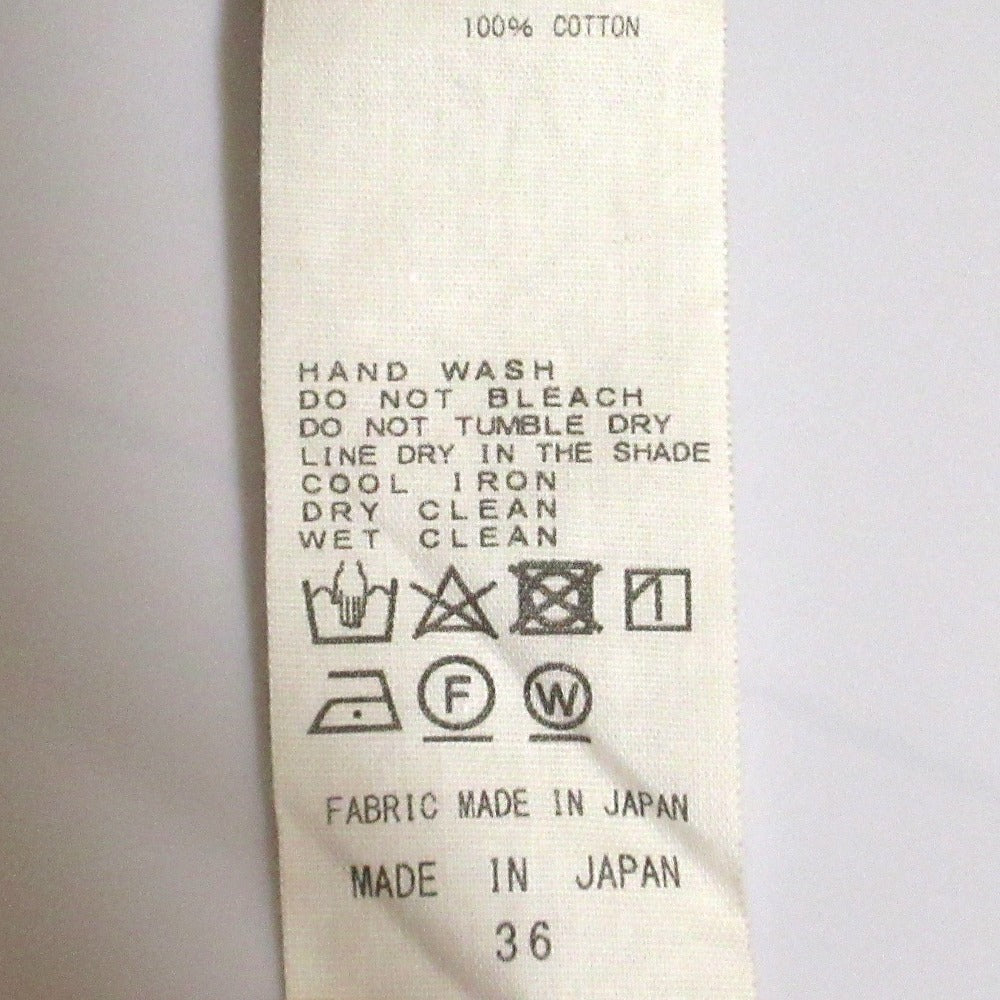 100% COTTON
HAND WASH
DO NOT BLEACH
DO NOT TUMBLE DRY
LINE DRY IN THE SHADE
COOL IRON
DRY CLEAN
WET CLEAN
F W
FABRIC MADE IN JAPAN
MADE IN JAPAN
36